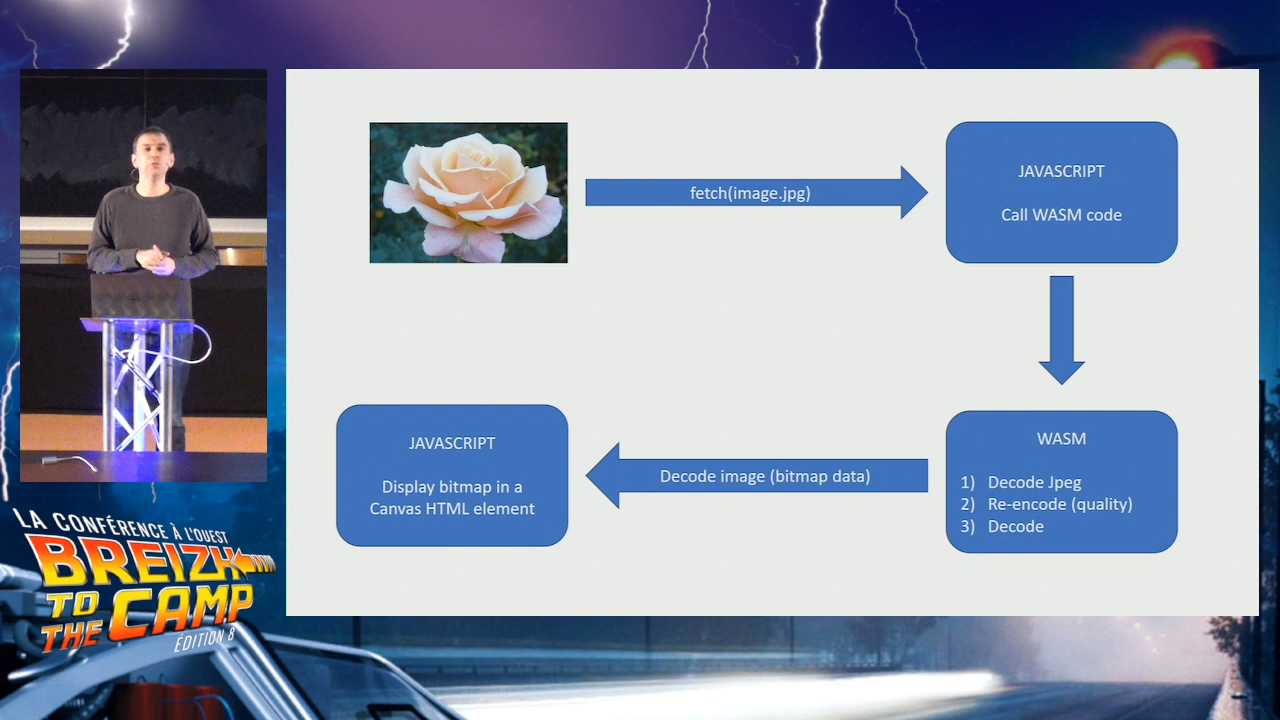 fetch(image.jpg)
JAVASCRIPT
Call WASM code
JAVASCRIPT
Display bitmap in a
Canvas HTML element
Decode image (bitmap data)
WASM
1) Decode Jpeg
2) Re-encode (quality)
3) Decode
LA CONFÉRENCE À L'OUEST
BREIZH
TO
THE CAMP
ÉDITION 8